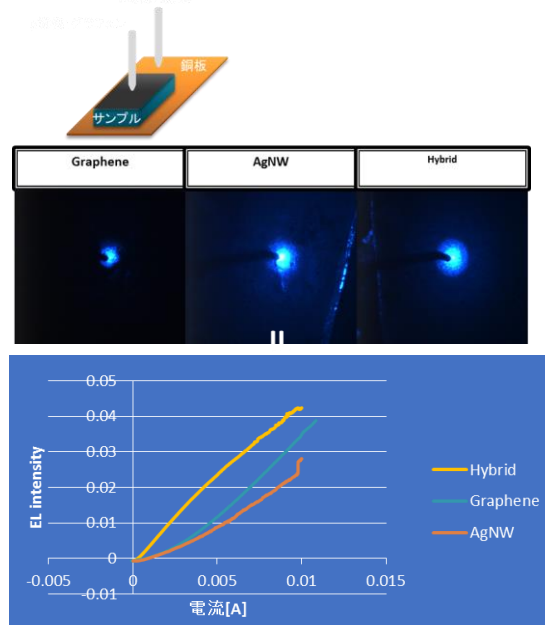 銅板
サンプル
Graphene
AgNW
Hybrid
0.05
0.04
0.03
0.02
0.01
0
-0.01
-0.005
0
0.005
0.01
0.015
EL intensity
電流[A]
Hybrid
Graphene
AgNW